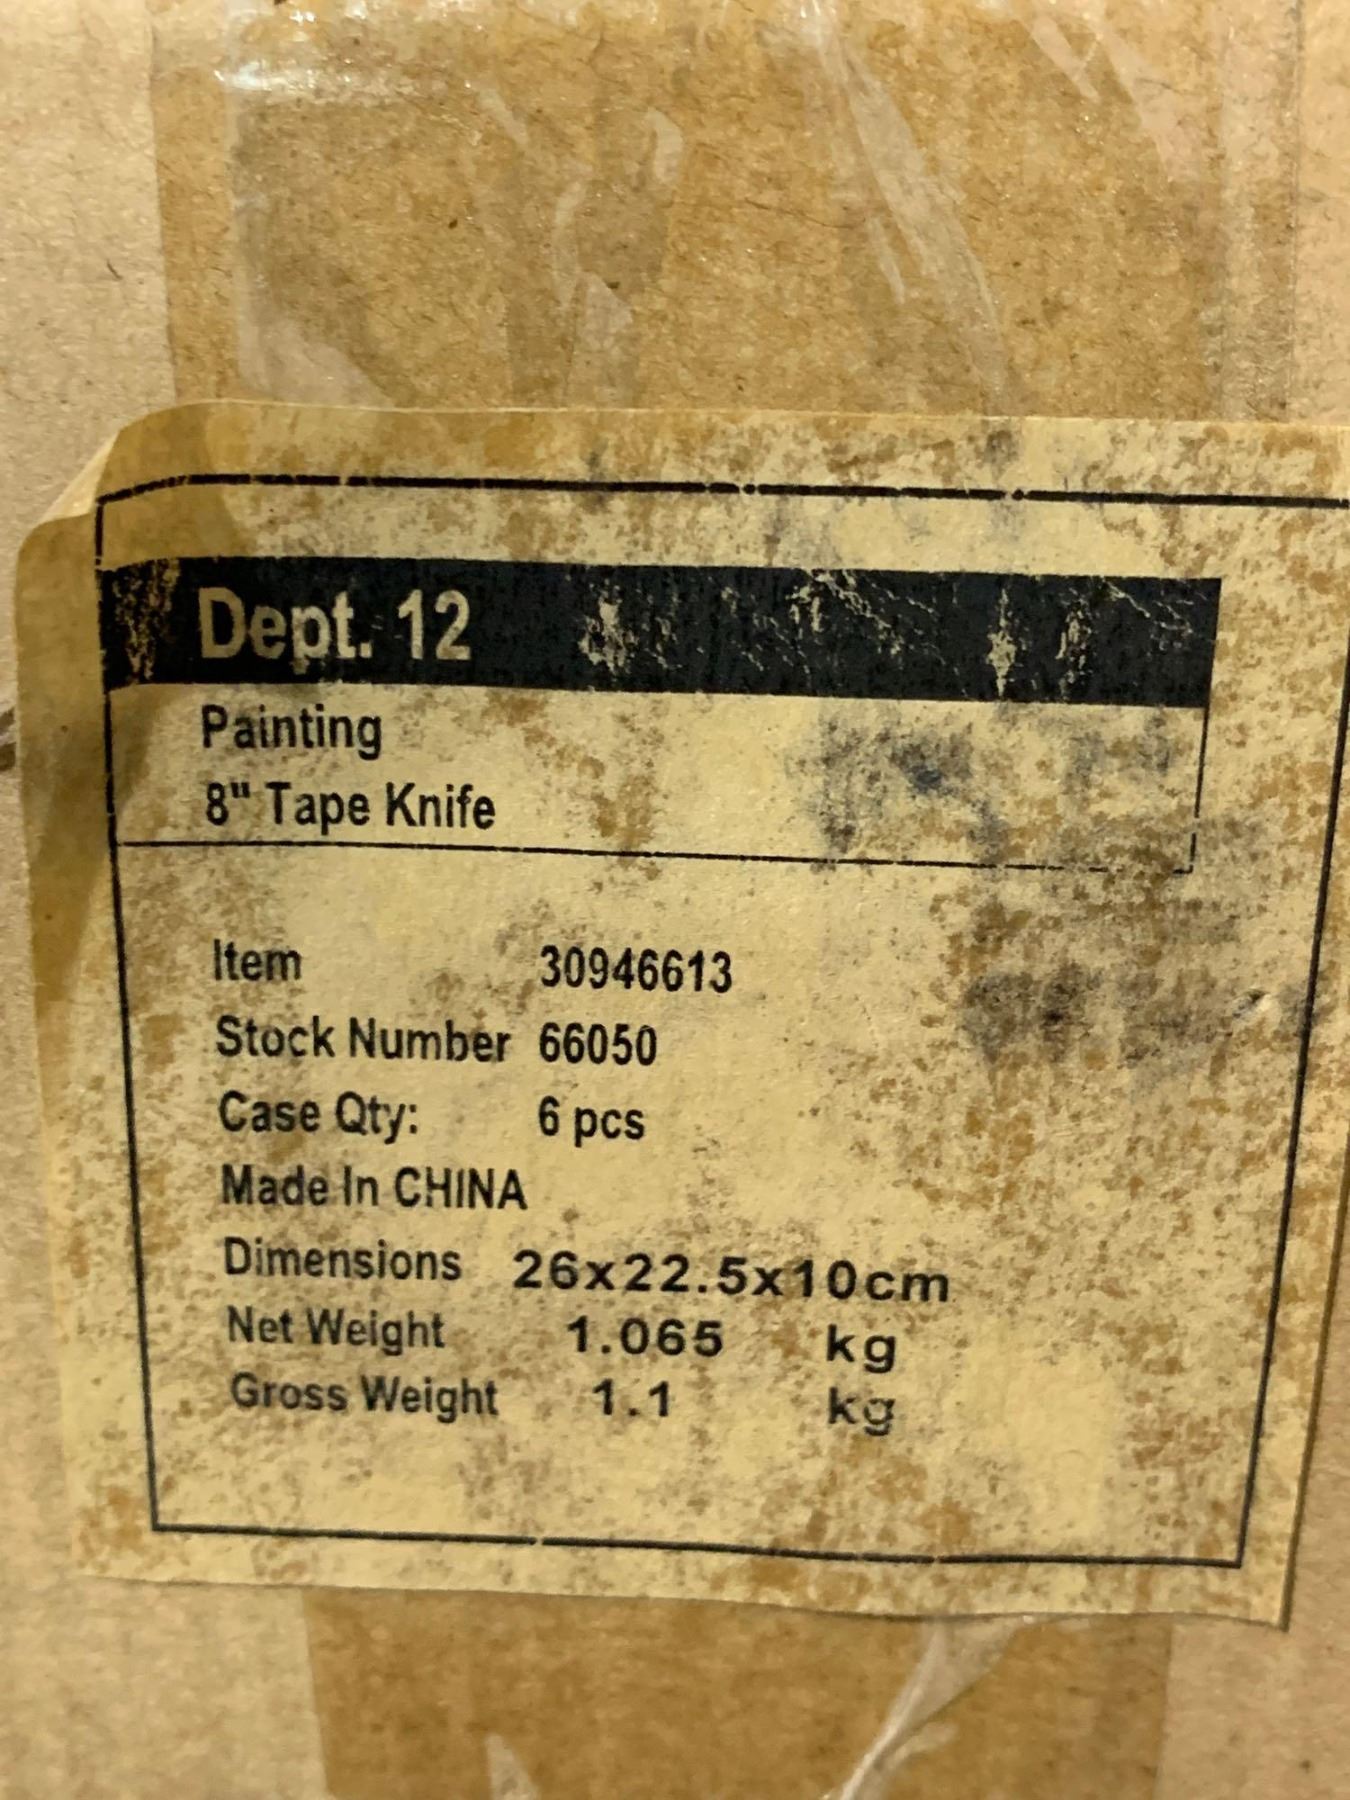 Dept. 12
Painting
8" Tape Knife
Item 30946613
Stock Number 66050
Case Qty: 6 pcs
Made In CHINA
Dimensions 26x22.5x10cm
Net Weight 1.065 kg
Gross Weight 1.1 kg